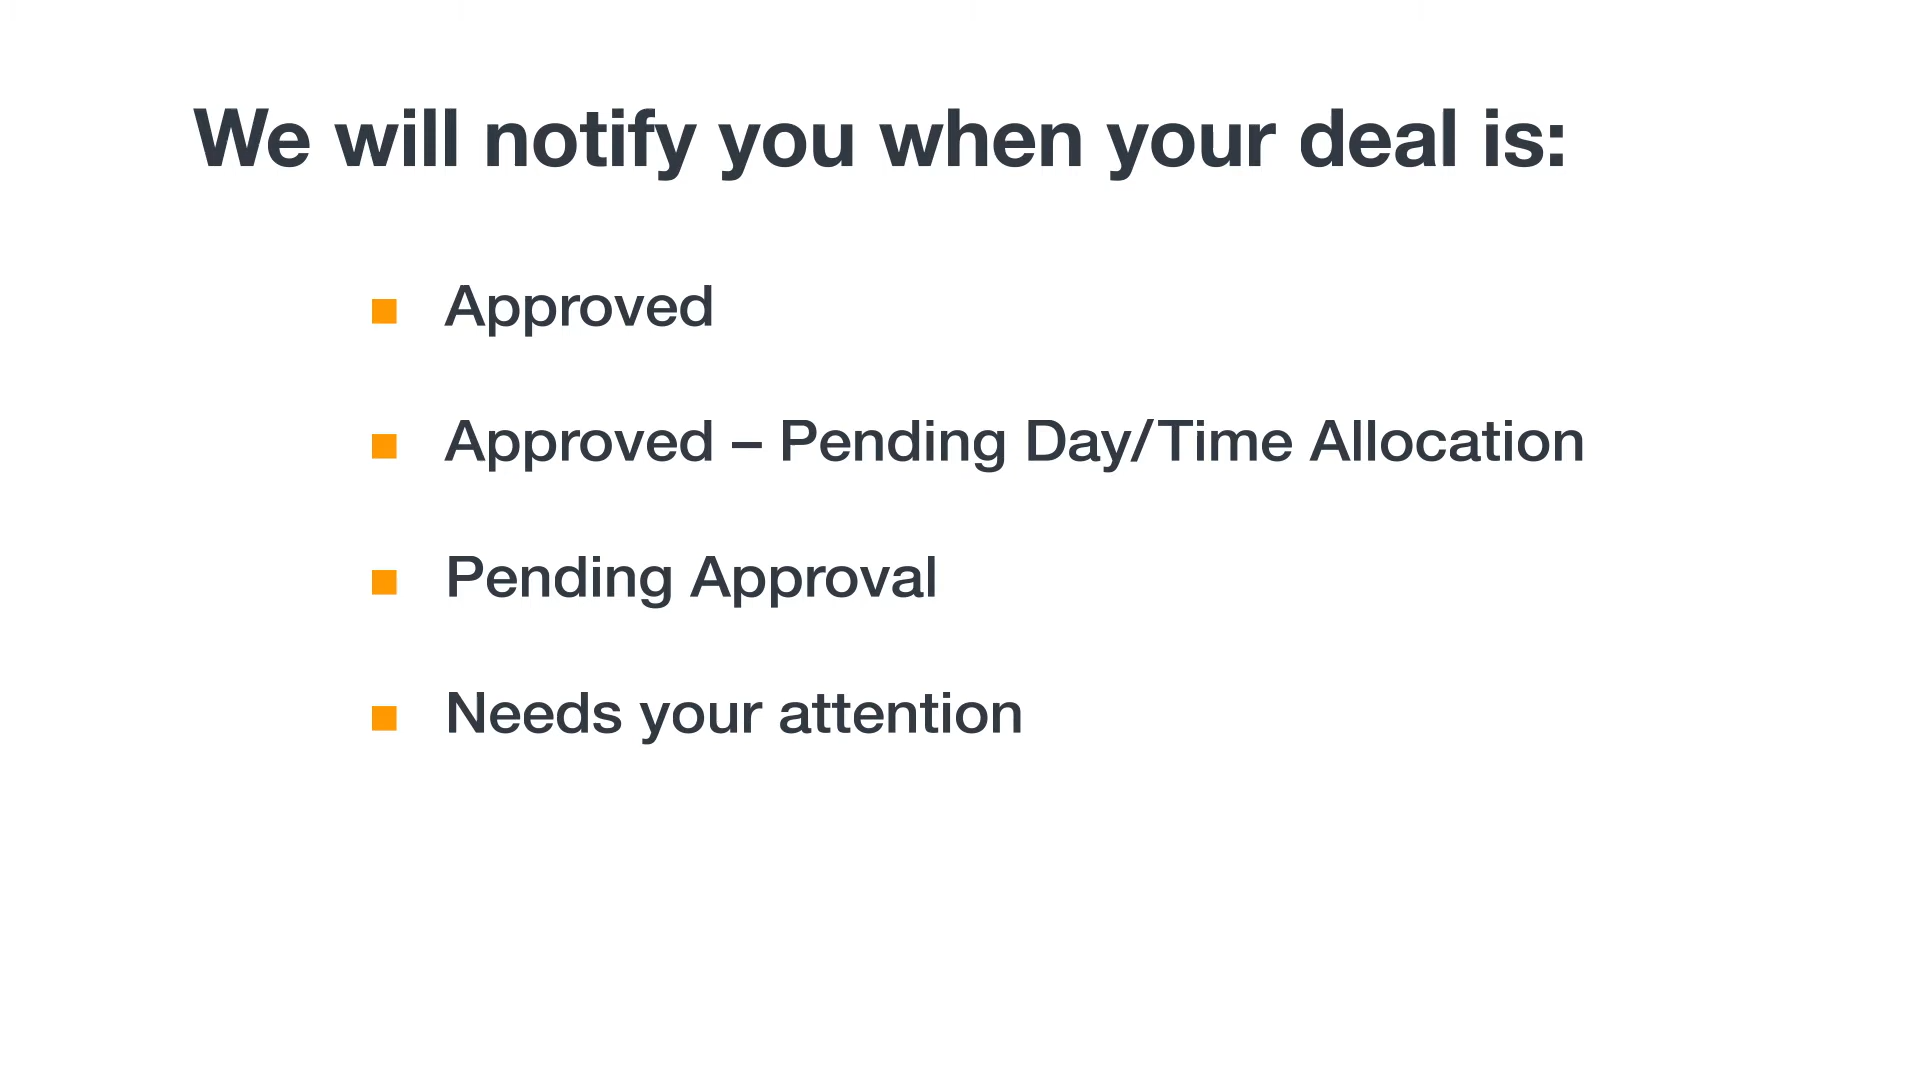 We will notify you when your deal is:
Approved
Approved – Pending Day/Time Allocation
Pending Approval
Needs your attention